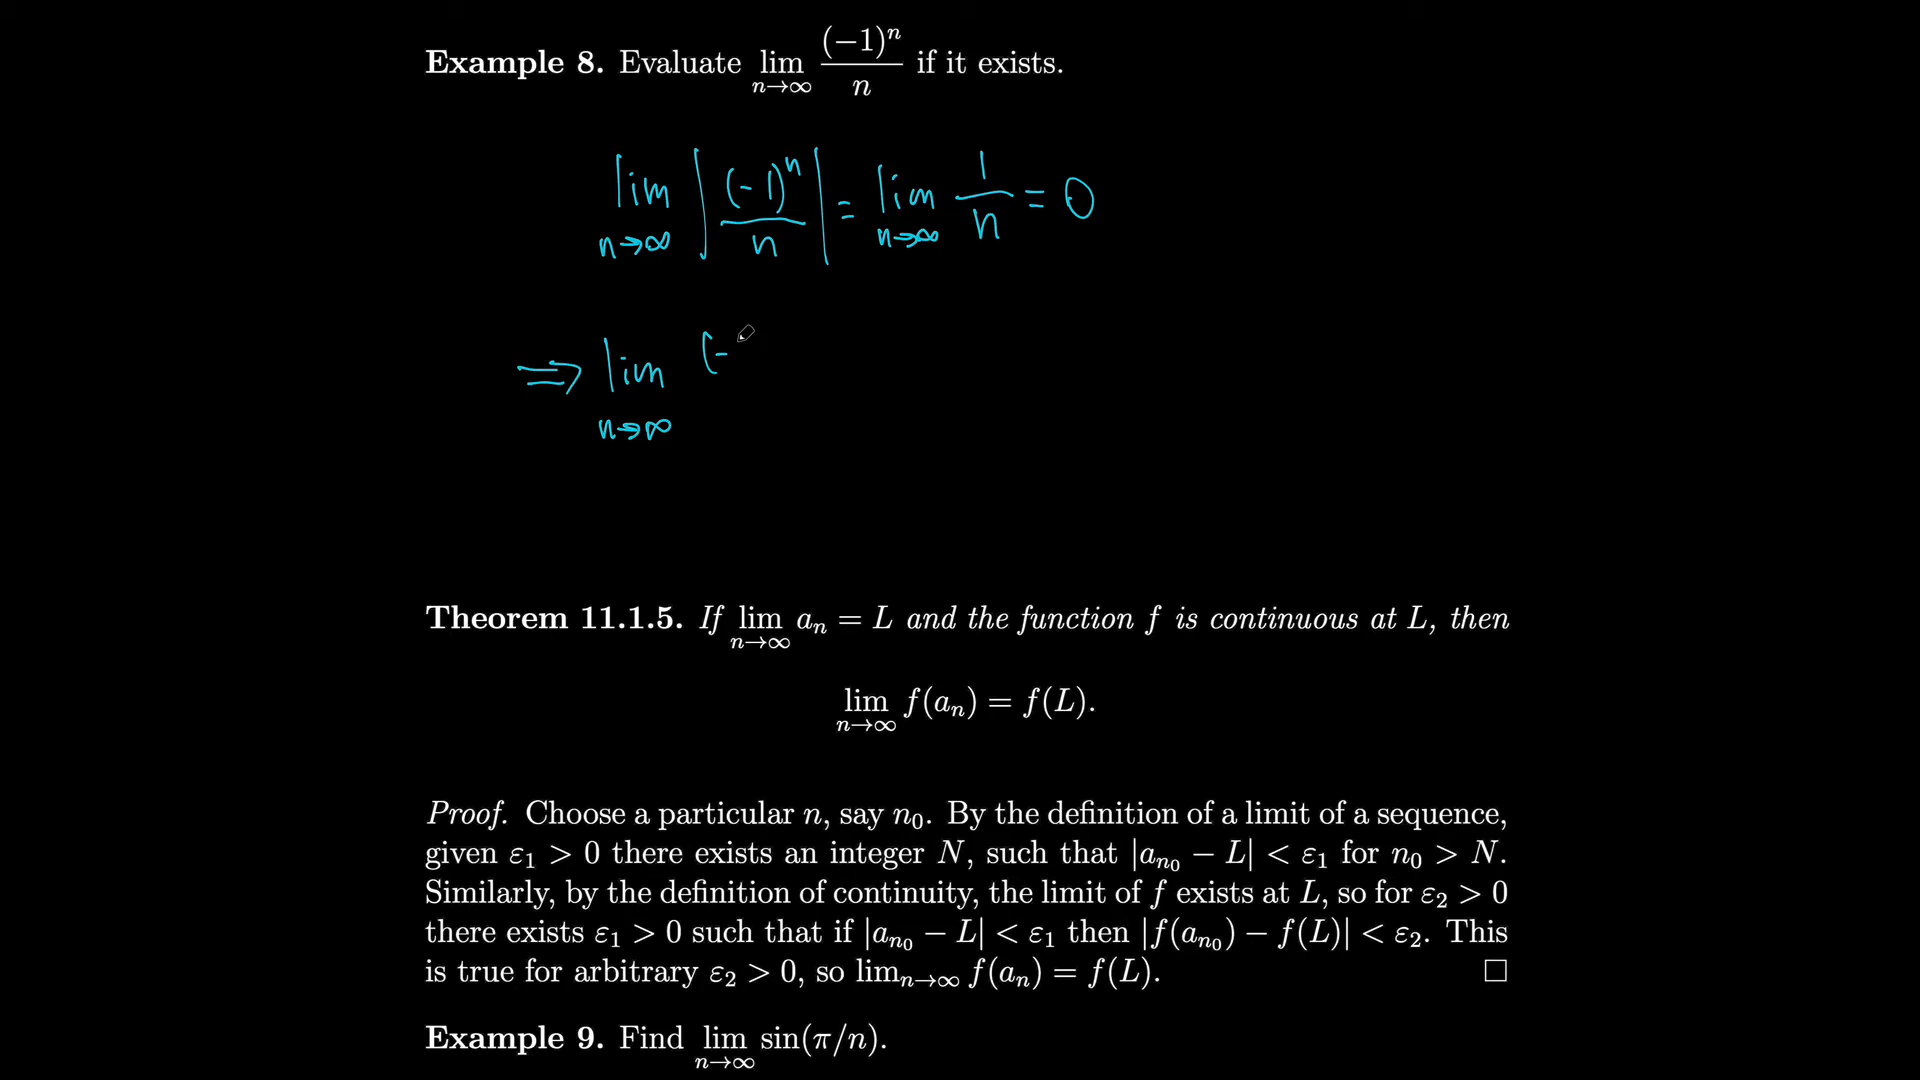 Example 8. Evaluate lim_{n→∞} (−1)^n / n if it exists.
lim_{n→∞} |(-1)^n / n| = lim_{n→∞} 1/n = 0
⇒ lim_{n→∞} (-
Theorem 11.1.5. If lim_{n→∞} a_n = L and the function f is continuous at L, then
lim_{n→∞} f(a_n) = f(L).
Proof. Choose a particular n, say n_0. By the definition of a limit of a sequence,
given ε_1 > 0 there exists an integer N, such that |a_{n_0} − L| < ε_1 for n_0 > N.
Similarly, by the definition of continuity, the limit of f exists at L, so for ε_2 > 0
there exists ε_1 > 0 such that if |a_{n_0} − L| < ε_1 then |f(a_{n_0}) − f(L)| < ε_2. This
is true for arbitrary ε_2 > 0, so lim_{n→∞} f(a_n) = f(L). □
Example 9. Find lim_{n→∞} sin(π/n).